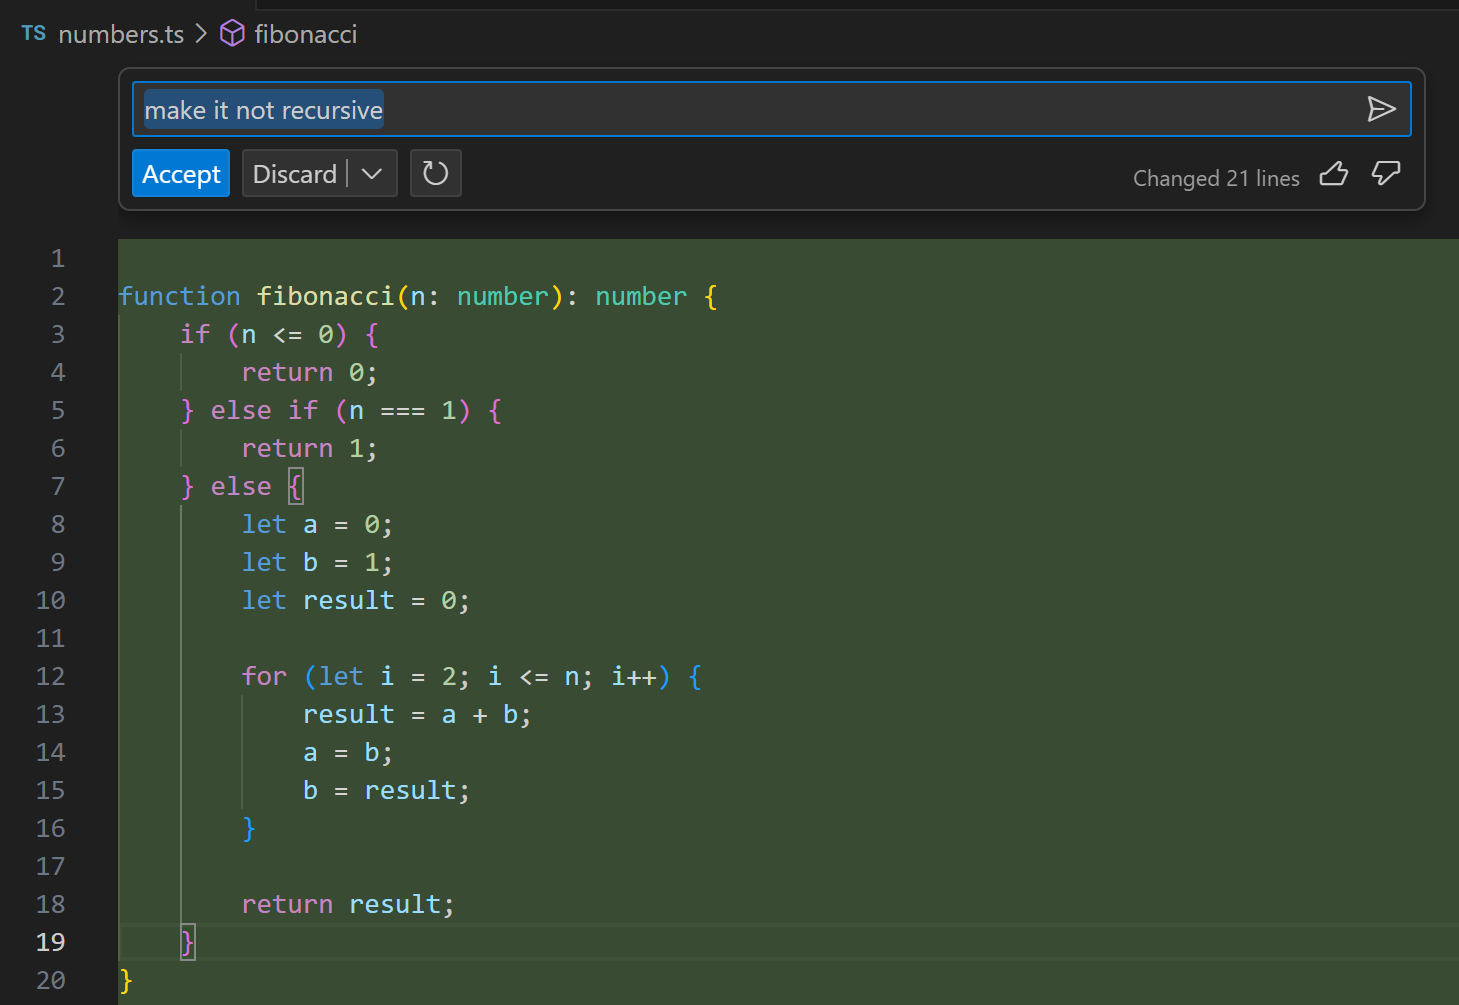 TS numbers.ts > fibonacci
make it not recursive
Accept Discard Changed 21 lines
1
2 function fibonacci(n: number): number {
3     if (n <= 0) {
4         return 0;
5     } else if (n === 1) {
6         return 1;
7     } else {
8         let a = 0;
9         let b = 1;
10         let result = 0;
11
12         for (let i = 2; i <= n; i++) {
13             result = a + b;
14             a = b;
15             b = result;
16         }
17
18         return result;
19     }
20 }